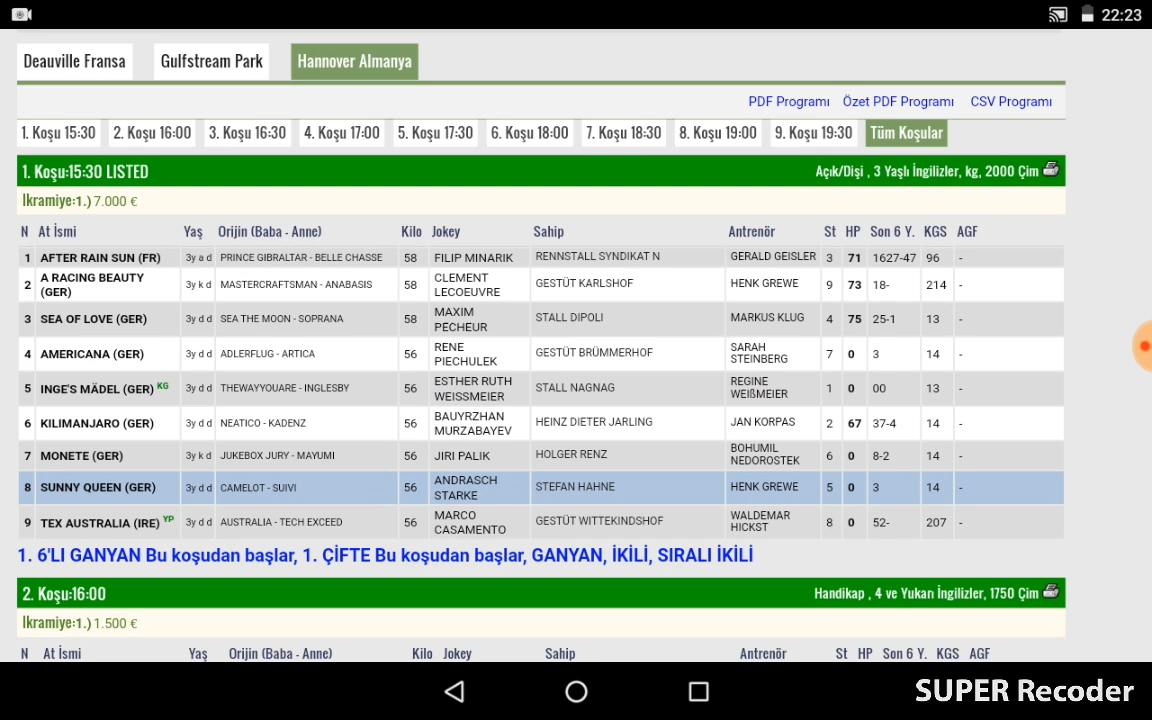 22:23
Deauville Fransa Gulfstream Park Hannover Almanya
PDF Programı Özet PDF Programı CSV Programı
1. Koşu 15:30 2. Koşu 16:00 3. Koşu 16:30 4. Koşu 17:00 5. Koşu 17:30 6. Koşu 18:00 7. Koşu 18:30 8. Koşu 19:00 9. Koşu 19:30 Tüm Koşular
1. Koşu:15:30 LISTED Açık/Dişi , 3 Yaşlı İngilizler, kg, 2000 Çim
Ikramiye:1.) 7.000 €
N At İsmi Yaş Orijin (Baba - Anne) Kilo Jokey Sahip Antrenör St HP Son 6 Y. KGS AGF
1 AFTER RAIN SUN (FR) 3y a d PRINCE GIBRALTAR - BELLE CHASSE 58 FILIP MINARIK RENNSTALL SYNDIKAT N GERALD GEISLER 3 71 1627-47 96 -
2 A RACING BEAUTY (GER) 3y k d MASTERCRAFTSMAN - ANABASIS 58 CLEMENT LECOEUVRE GESTÜT KARLSHOF HENK GREWE 9 73 18- 214 -
3 SEA OF LOVE (GER) 3y d d SEA THE MOON - SOPRANA 58 MAXIM PECHEUR STALL DIPOLI MARKUS KLUG 4 75 25-1 13 -
4 AMERICANA (GER) 3y d d ADLERFLUG - ARTICA 56 RENE PIECHULEK GESTÜT BRÜMMERHOF SARAH STEINBERG 7 0 3 14 -
5 INGE'S MÄDEL (GER) KG 3y d d THEWAYYOUARE - INGLESBY 56 ESTHER RUTH WEISSMEIER STALL NAGNAG REGINE WEIßMEIER 1 0 00 13 -
6 KILIMANJARO (GER) 3y d d NEATICO - KADENZ 56 BAUYRZHAN MURZABAYEV HEINZ DIETER JARLING JAN KORPAS 2 67 37-4 14 -
7 MONETE (GER) 3y k d JUKEBOX JURY - MAYUMI 56 JIRI PALIK HOLGER RENZ BOHUMIL NEDOROSTEK 6 0 8-2 14 -
8 SUNNY QUEEN (GER) 3y d d CAMELOT - SUIVI 56 ANDRASCH STARKE STEFAN HAHNE HENK GREWE 5 0 3 14 -
9 TEX AUSTRALIA (IRE) YP 3y d d AUSTRALIA - TECH EXCEED 56 MARCO CASAMENTO GESTÜT WITTEKINDSHOF WALDEMAR HICKST 8 0 52- 207 -
1. 6'LI GANYAN Bu koşudan başlar, 1. ÇİFTE Bu koşudan başlar, GANYAN, İKİLİ, SIRALI İKİLİ
2. Koşu:16:00 Handikap , 4 ve Yukarı İngilizler, 1750 Çim
Ikramiye:1.) 1.500 €
N At İsmi Yaş Orijin (Baba - Anne) Kilo Jokey Sahip Antrenör St HP Son 6 Y. KGS AGF
SUPER Recoder